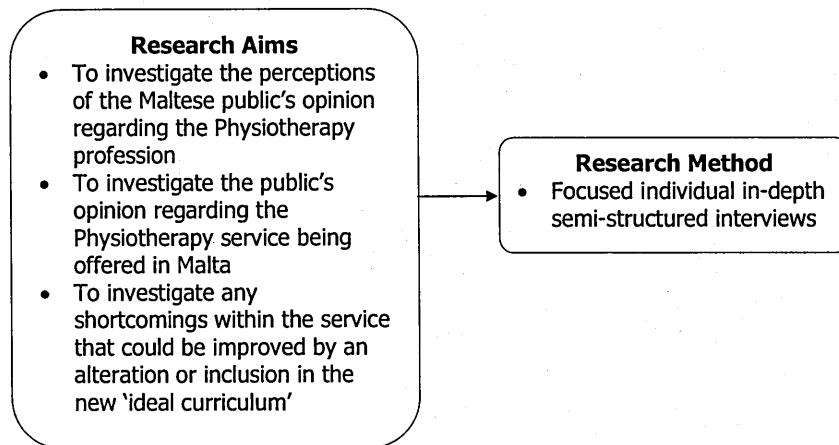 Research Aims
• To investigate the perceptions
of the Maltese public's opinion
regarding the Physiotherapy
profession
• To investigate the public's
opinion regarding the
Physiotherapy service being
offered in Malta
• To investigate any
shortcomings within the service
that could be improved by an
alteration or inclusion in the
new 'ideal curriculum'
Research Method
• Focused individual in-depth
semi-structured interviews